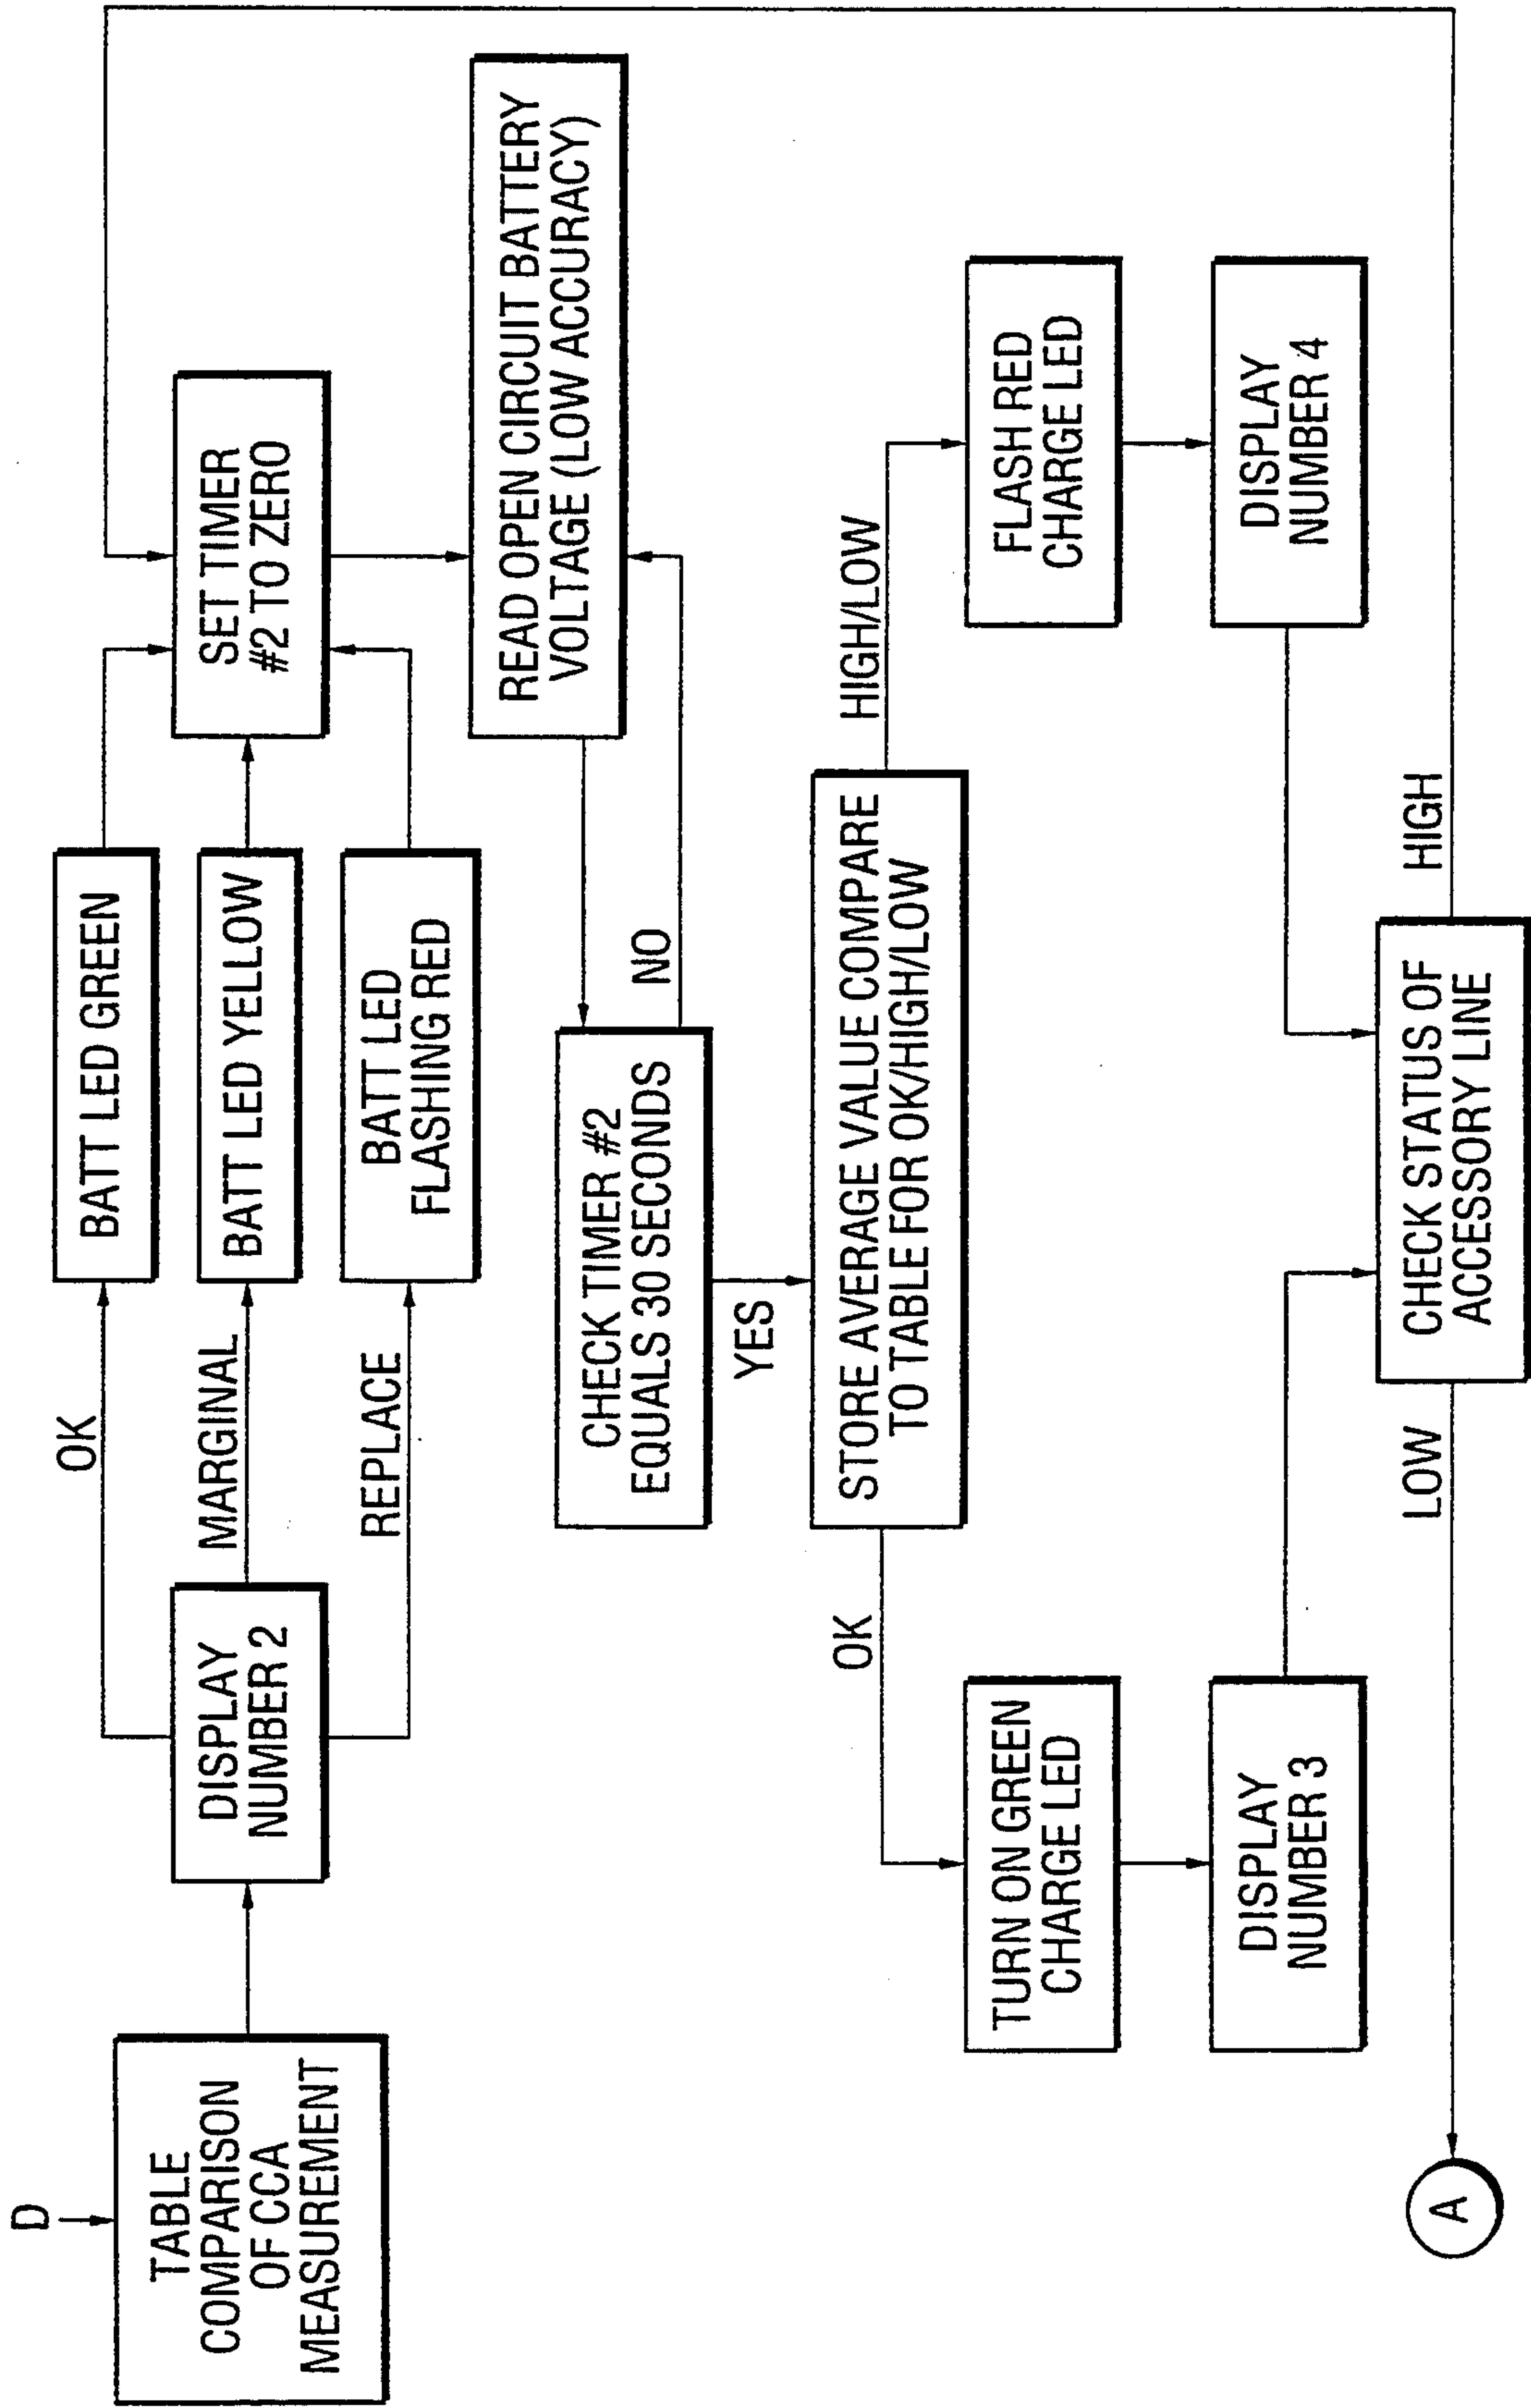 D
TABLE
COMPARISON
OF CCA
MEASUREMENT
DISPLAY
NUMBER 2
OK
MARGINAL
REPLACE
BATT LED GREEN
BATT LED YELLOW
BATT LED
FLASHING RED
SET TIMER
#2 TO ZERO
READ OPEN CIRCUIT BATTERY
VOLTAGE (LOW ACCURACY)
CHECK TIMER #2
EQUALS 30 SECONDS
NO
YES
STORE AVERAGE VALUE COMPARE
TO TABLE FOR OK/HIGH/LOW
OK
HIGH/LOW
TURN ON GREEN
CHARGE LED
FLASH RED
CHARGE LED
DISPLAY
NUMBER 3
DISPLAY
NUMBER 4
CHECK STATUS OF
ACCESSORY LINE
LOW
HIGH
A